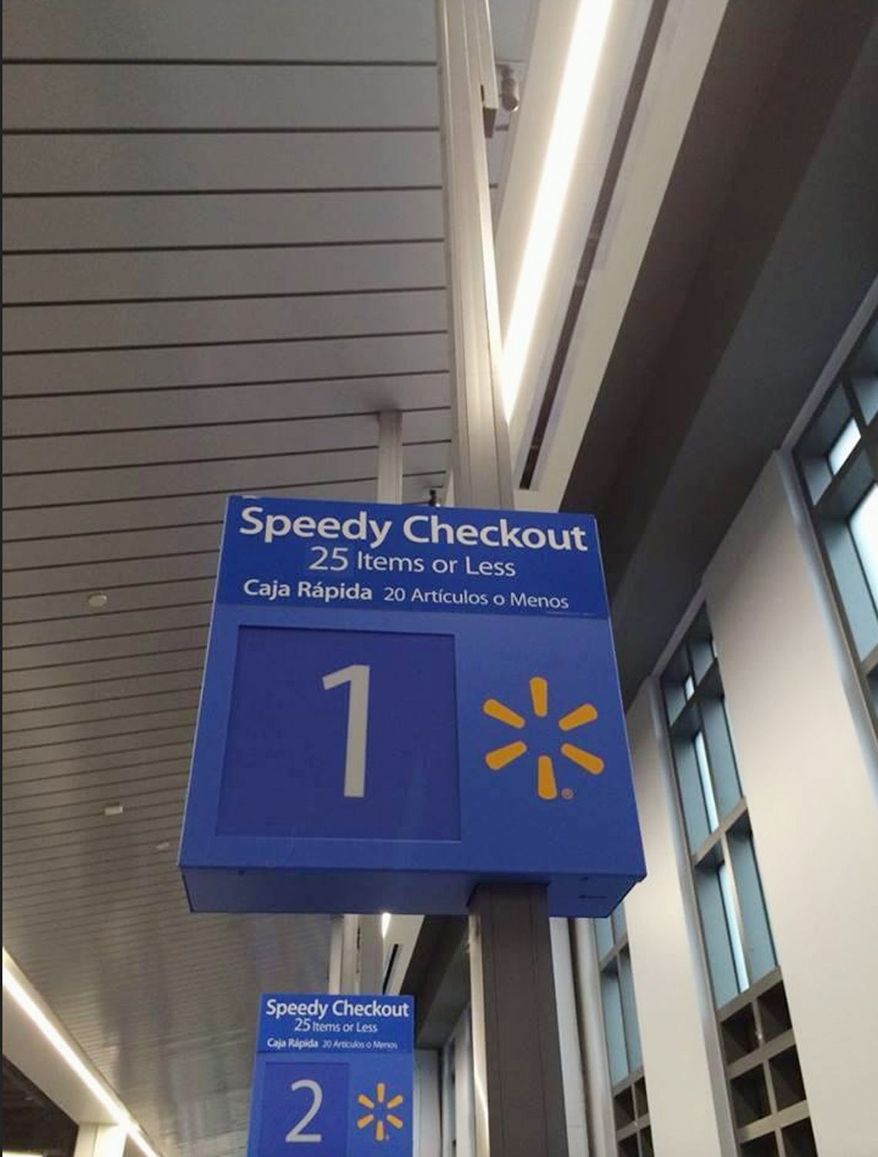 Speedy Checkout
25 Items or Less
Caja Rápida 20 Artículos o Menos
1
®
Speedy Checkout
25 Items or Less
Caja Rápida 20 Artículos o Menos
2